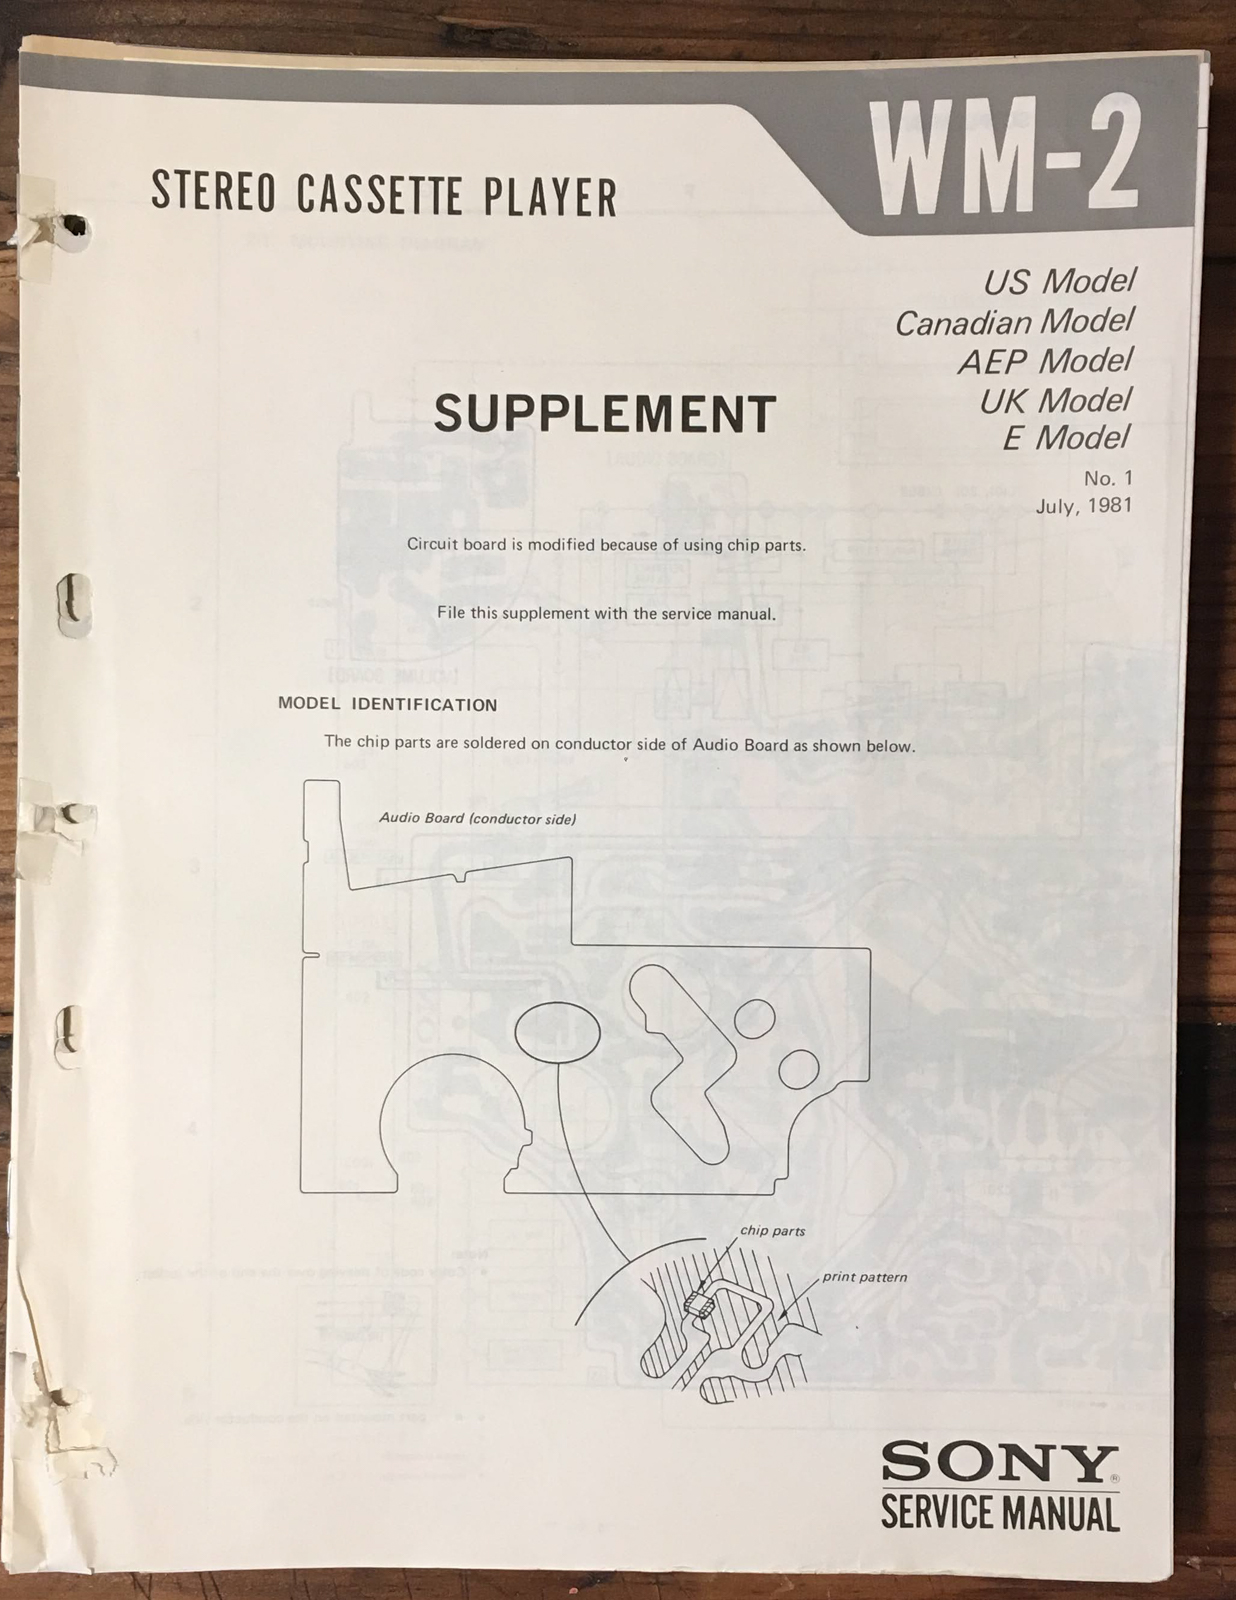 WM-2
STEREO CASSETTE PLAYER
US Model
Canadian Model
AEP Model
UK Model
E Model
SUPPLEMENT
No. 1
July, 1981
Circuit board is modified because of using chip parts.
File this supplement with the service manual.
MODEL IDENTIFICATION
The chip parts are soldered on conductor side of Audio Board as shown below.
Audio Board (conductor side)
chip parts
print pattern
SONY®
SERVICE MANUAL